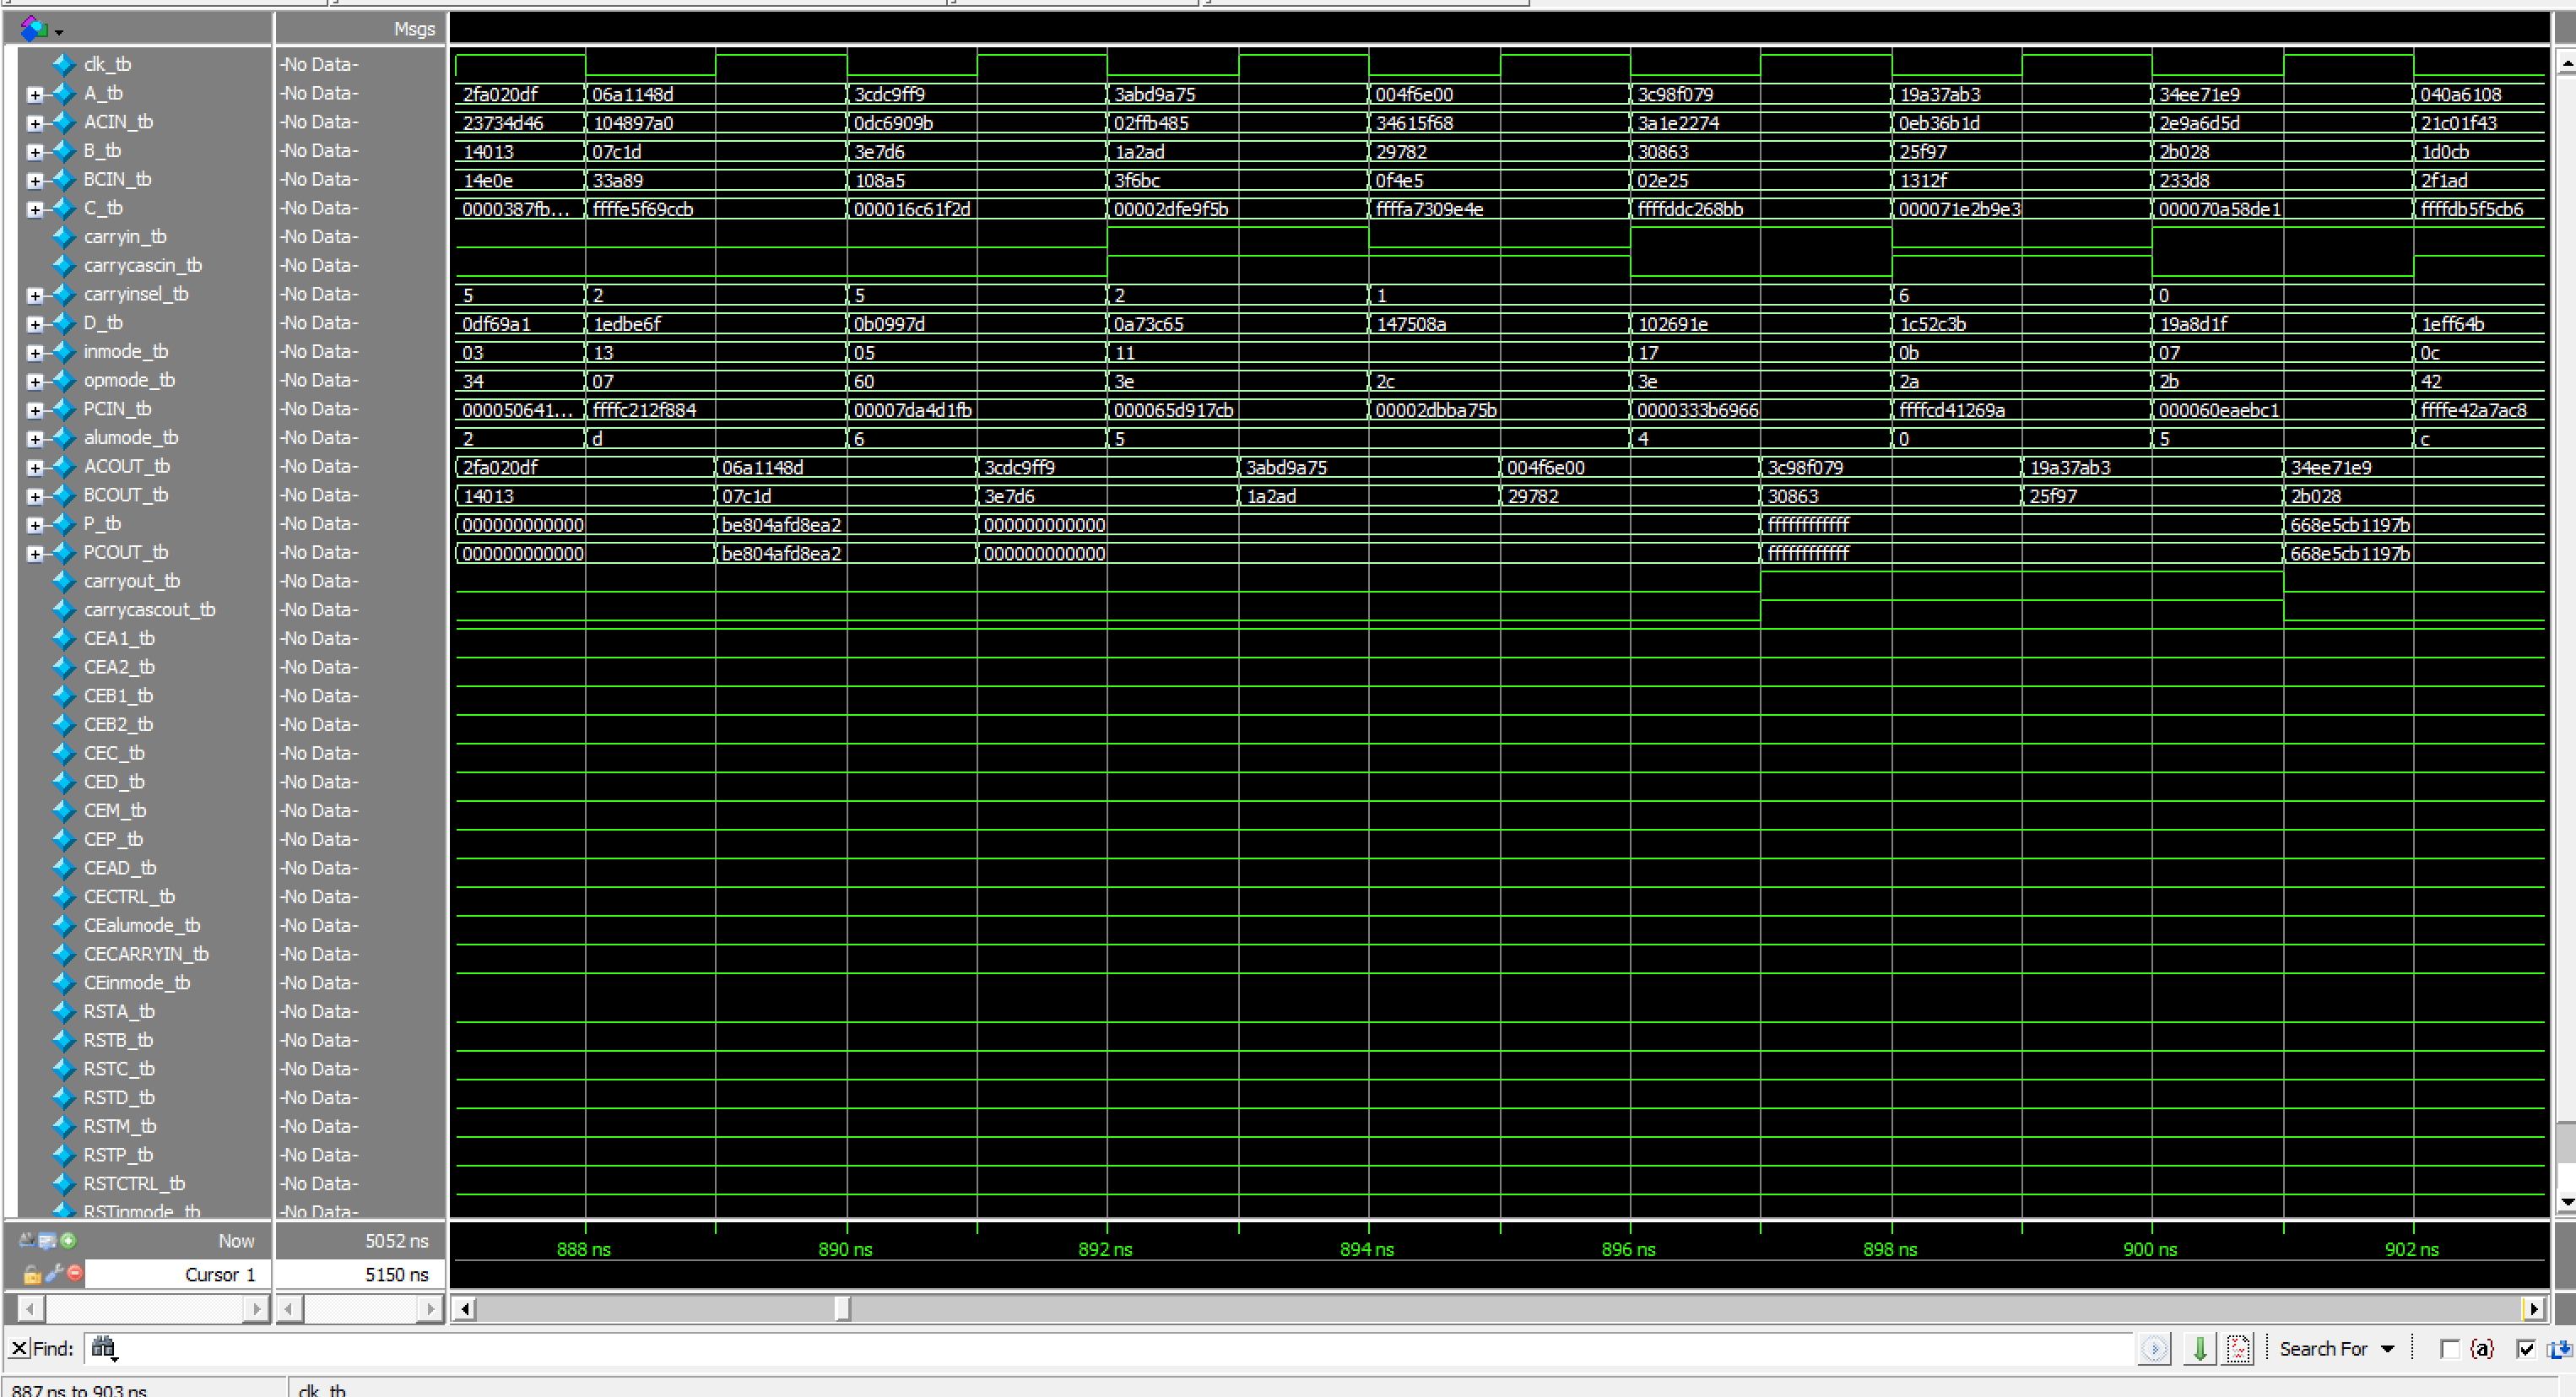 Msgs
clk_tb -No Data-
A_tb -No Data- 2fa020df 06a1148d 3cdc9ff9 3abd9a75 004f6e00 3c98f079 19a37ab3 34ee71e9 040a6108
ACIN_tb -No Data- 23734d46 104897a0 0dc6909b 02ffb485 34615f68 3a1e2274 0eb36b1d 2e9a6d5d 21c01f43
B_tb -No Data- 14013 07c1d 3e7d6 1a2ad 29782 30863 25f97 2b028 1d0cb
BCIN_tb -No Data- 14e0e 33a89 108a5 3f6bc 0f4e5 02e25 1312f 233d8 2f1ad
C_tb -No Data- 0000387fb... ffffe5f69ccb 000016c61f2d 00002dfe9f5b ffffa7309e4e ffffddc268bb 000071e2b9e3 000070a58de1 ffffdb5f5cb6
carryin_tb -No Data-
carrycascin_tb -No Data-
carryinsel_tb -No Data- 5 2 5 2 1 6 0
D_tb -No Data- 0df69a1 1edbe6f 0b0997d 0a73c65 147508a 102691e 1c52c3b 19a8d1f 1eff64b
inmode_tb -No Data- 03 13 05 11 17 0b 07 0c
opmode_tb -No Data- 34 07 60 3e 2c 3e 2a 2b 42
PCIN_tb -No Data- 000050641... ffffc212f884 00007da4d1fb 000065d917cb 00002dbba75b 0000333b6966 ffffcd41269a 000060eaebc1 ffffe42a7ac8
alumode_tb -No Data- 2 d 6 5 4 0 5 c
ACOUT_tb -No Data- 2fa020df 06a1148d 3cdc9ff9 3abd9a75 004f6e00 3c98f079 19a37ab3 34ee71e9
BCOUT_tb -No Data- 14013 07c1d 3e7d6 1a2ad 29782 30863 25f97 2b028
P_tb -No Data- 000000000000 be804afd8ea2 000000000000 ffffffffffff 668e5cb1197b
PCOUT_tb -No Data- 000000000000 be804afd8ea2 000000000000 ffffffffffff 668e5cb1197b
carryout_tb -No Data-
carrycascout_tb -No Data-
CEA1_tb -No Data-
CEA2_tb -No Data-
CEB1_tb -No Data-
CEB2_tb -No Data-
CEC_tb -No Data-
CED_tb -No Data-
CEM_tb -No Data-
CEP_tb -No Data-
CEAD_tb -No Data-
CECTRL_tb -No Data-
CEalumode_tb -No Data-
CECARRYIN_tb -No Data-
CEinmode_tb -No Data-
RSTA_tb -No Data-
RSTB_tb -No Data-
RSTC_tb -No Data-
RSTD_tb -No Data-
RSTM_tb -No Data-
RSTP_tb -No Data-
RSTCTRL_tb -No Data-
RSTinmode_tb -No Data-
Now 5052 ns 888 ns 890 ns 892 ns 894 ns 896 ns 898 ns 900 ns 902 ns
Cursor 1 5150 ns
Find: Search For {a}
887 ns to 903 ns clk_tb